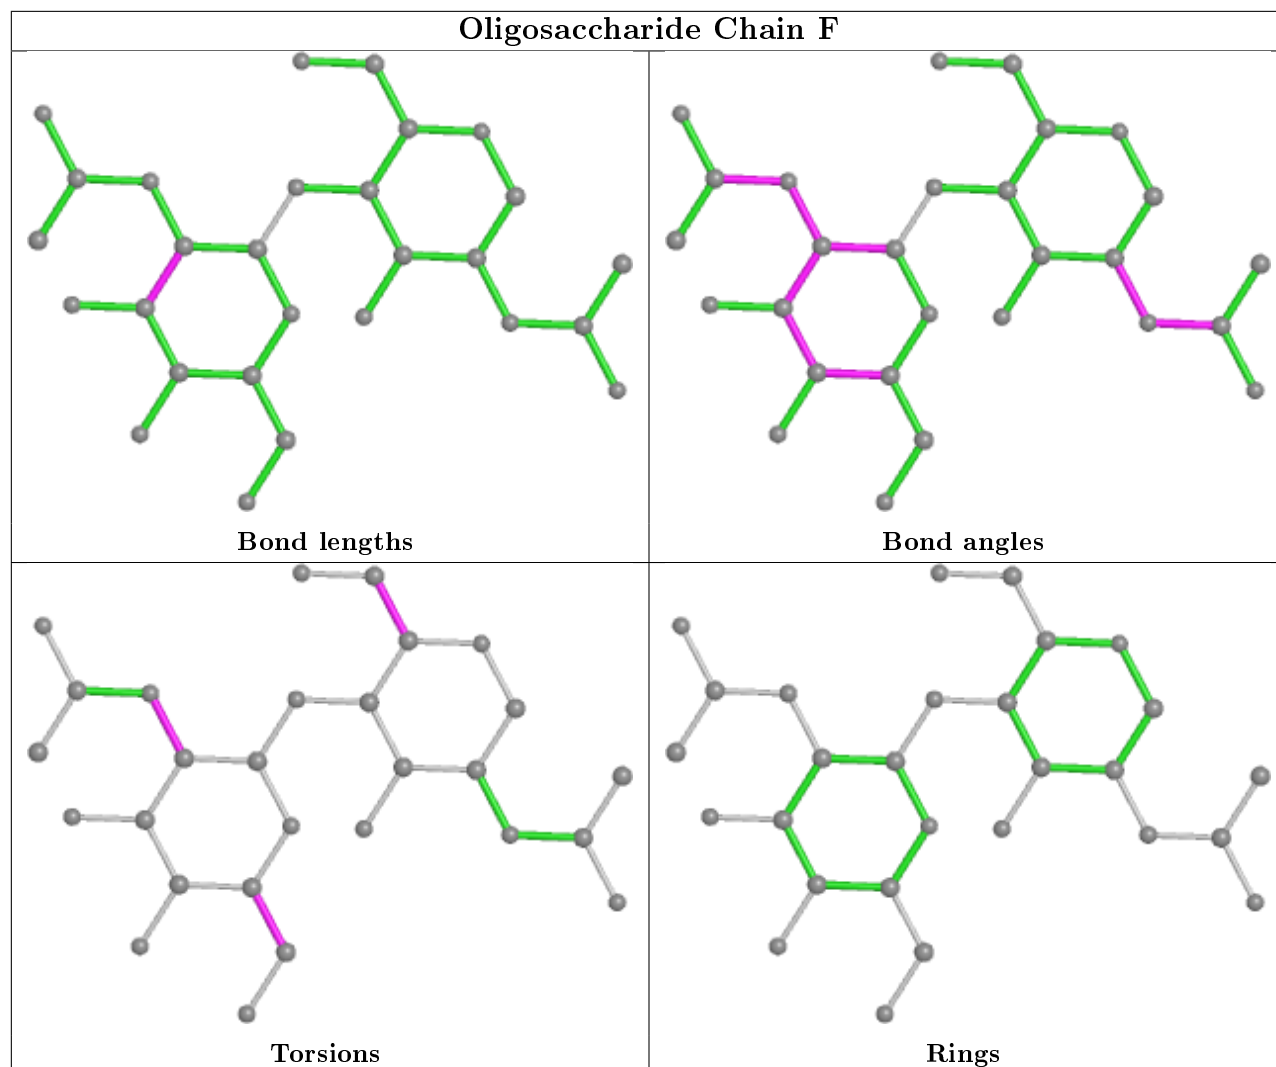 Oligosaccharide Chain F
Bond lengths
Bond angles
Torsions
Rings